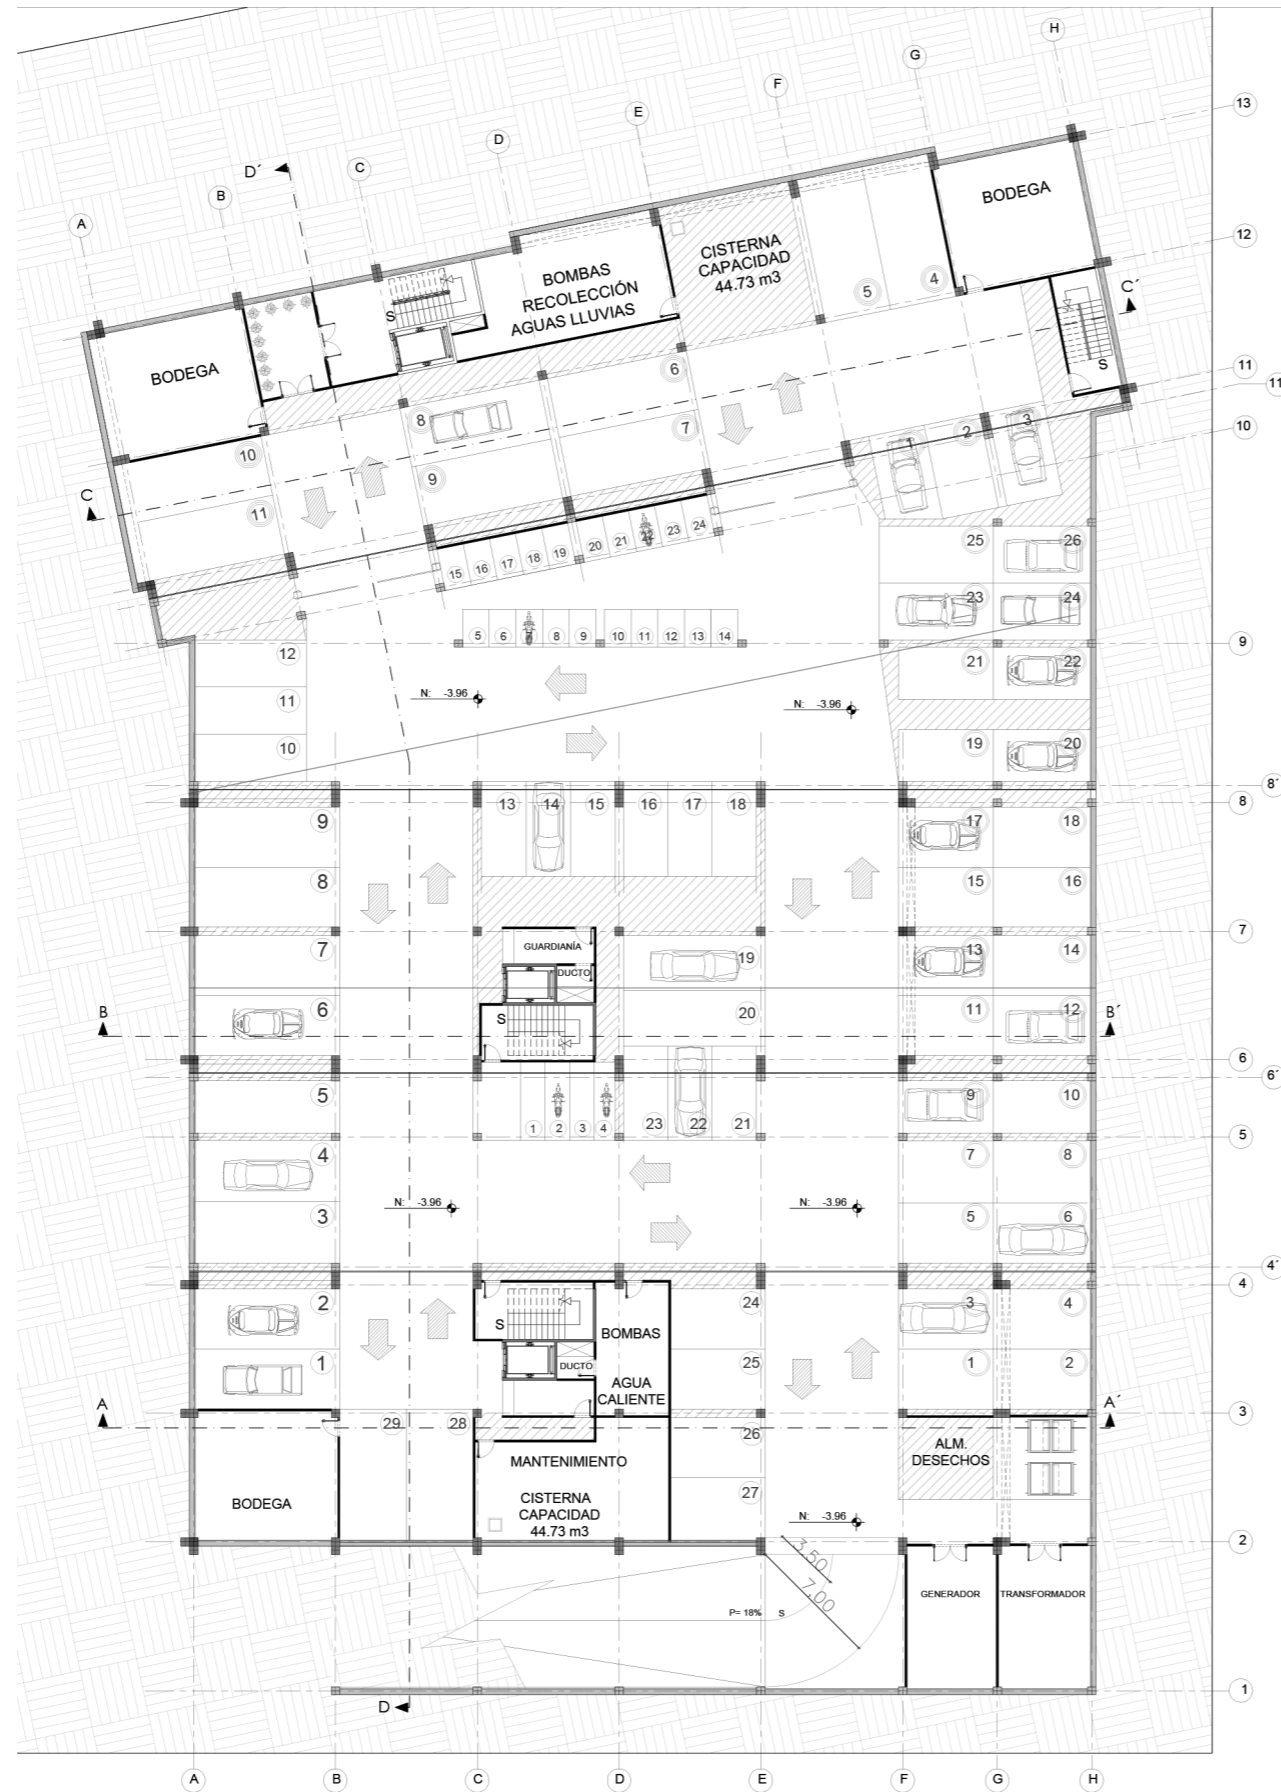 H
G
F
E
D
C
B
A
13
12
11
11
10
D´
BODEGA
CISTERNA
CAPACIDAD
44.73 m3
BOMBAS
RECOLECCIÓN
AGUAS LLUVIAS
5
4
C´
S
S
BODEGA
6
7
8
9
10
11
1
2
3
C
15
16
17
18
19
20
21
22
23
24
25
26
23
24
5
6
7
8
9
10
11
12
13
14
9
12
11
10
21
22
19
20
N: -3.96
N: -3.96
8´
8
9
8
7
6
13
14
15
16
17
18
17
18
15
16
7
13
14
11
12
GUARDIANÍA
DUCTO
S
19
20
B
B´
6
6´
5
4
3
1
2
3
4
23
22
21
9
10
5
7
8
5
6
N: -3.96
N: -3.96
4´
4
2
1
S
BOMBAS
DUCTO
AGUA
CALIENTE
24
25
3
4
1
2
A
A´
3
29
28
26
27
MANTENIMIENTO
CISTERNA
CAPACIDAD
44.73 m3
BODEGA
ALM.
DESECHOS
N: -3.96
2
3.50
7.00
P= 18%
S
GENERADOR
TRANSFORMADOR
D
1
A
B
C
D
E
F
G
H